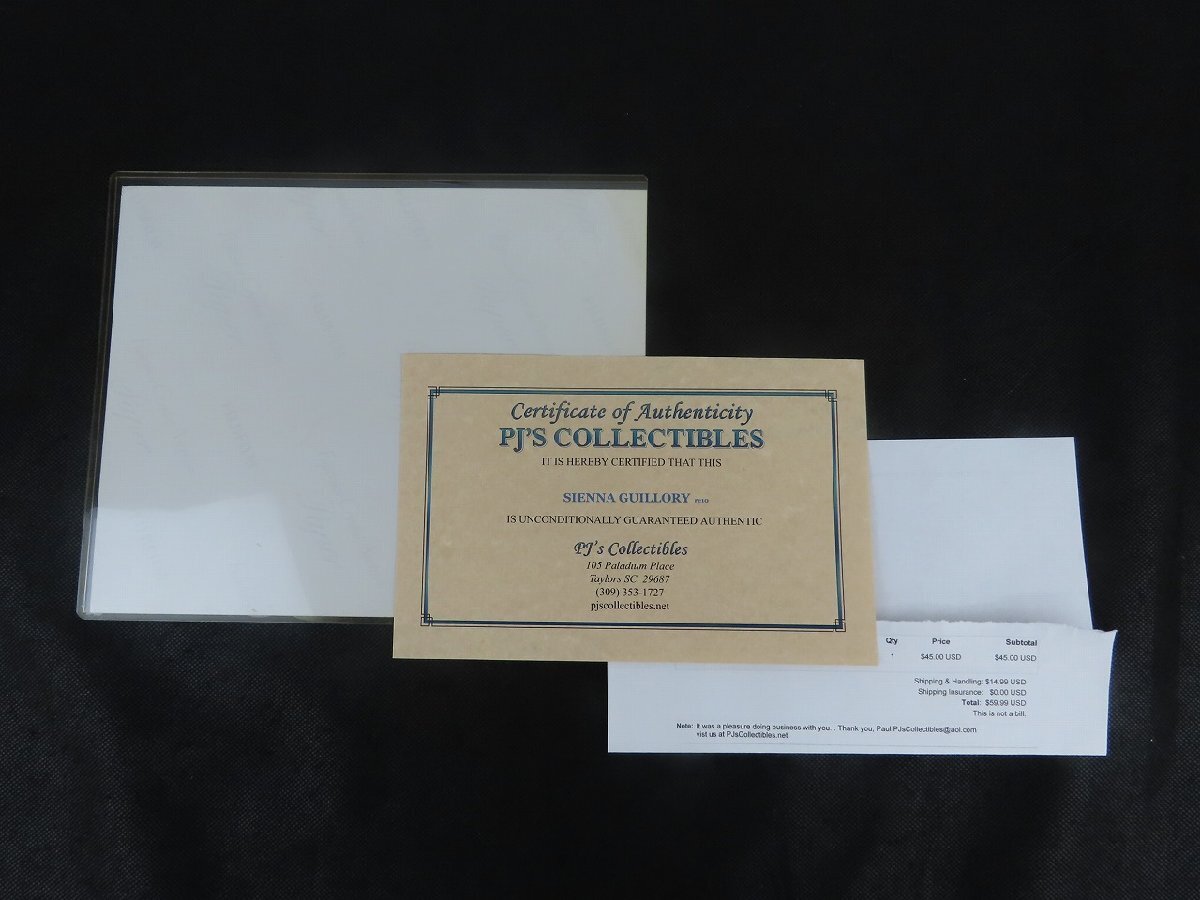 Certificate of Authenticity
PJ'S COLLECTIBLES
IT IS HEREBY CERTIFIED THAT THIS
SIENNA GUILLORY
IS UNCONDITIONALLY GUARANTEED AUTHENTIC
PJ's Collectibles
105 Paladium Place
Taylors SC 29687
(309) 353-1727
pjscollectibles.net
Qty Price Subtotal
1 $45.00 USD $45.00 USD
Shipping & Handling: $14.99 USD
Shipping Insurance: $0.00 USD
Total: $59.99 USD
This is not a bill.
Note: It was a pleasure doing business with you. . Thank you, Paul PJsCollectibles@aol.com
visit us at PJsCollectibles.net